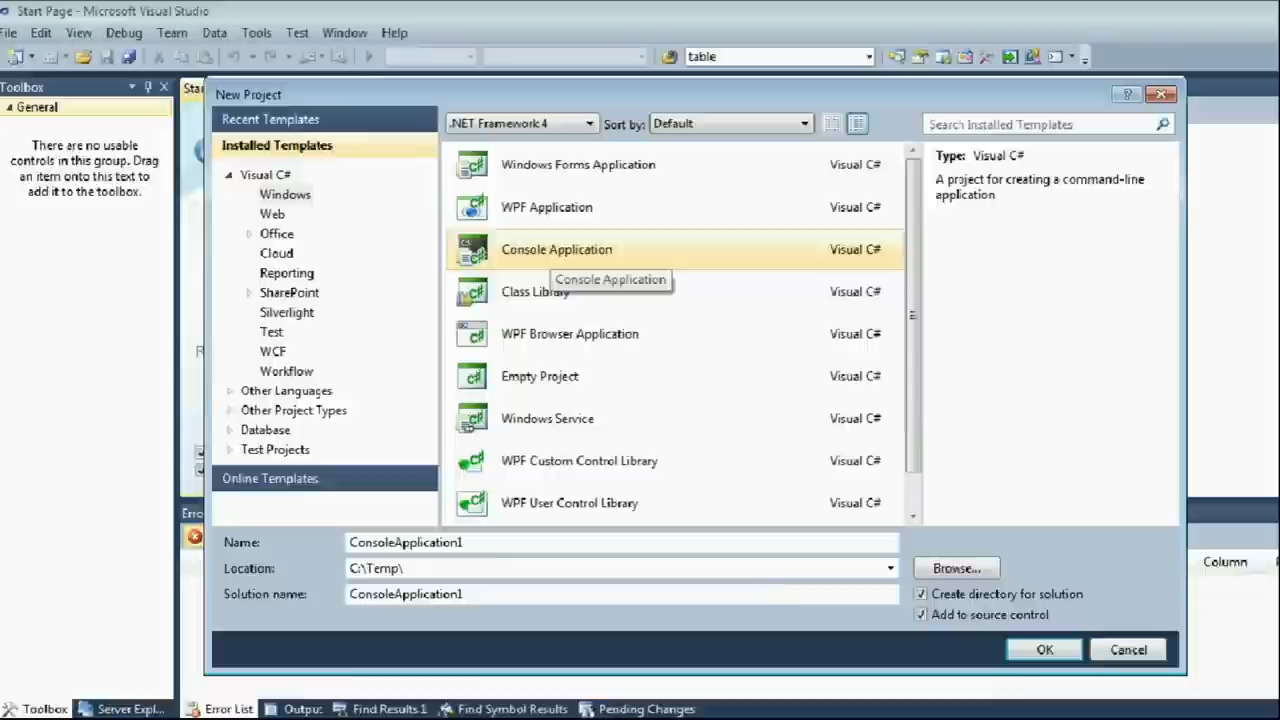 Start Page - Microsoft Visual Studio
File Edit View Debug Team Data Tools Test Window Help
table
Toolbox
General
There are no usable
controls in this group. Drag
an item onto this text to
add it to the toolbox.
New Project
Recent Templates
Installed Templates
Visual C#
Windows
Web
Office
Cloud
Reporting
SharePoint
Silverlight
Test
WCF
Workflow
Other Languages
Other Project Types
Database
Test Projects
Online Templates
.NET Framework 4 Sort by: Default
Windows Forms Application Visual C#
WPF Application Visual C#
Console Application Visual C#
Console Application
Class Library Visual C#
WPF Browser Application Visual C#
Empty Project Visual C#
Windows Service Visual C#
WPF Custom Control Library Visual C#
WPF User Control Library Visual C#
Search Installed Templates
Type: Visual C#
A project for creating a command-line
application
Name: ConsoleApplication1
Location: C:\Temp\ Browse...
Solution name: ConsoleApplication1
Create directory for solution
Add to source control
OK Cancel
Column
Toolbox Server Expl... Error List Output Find Results 1 Find Symbol Results Pending Changes